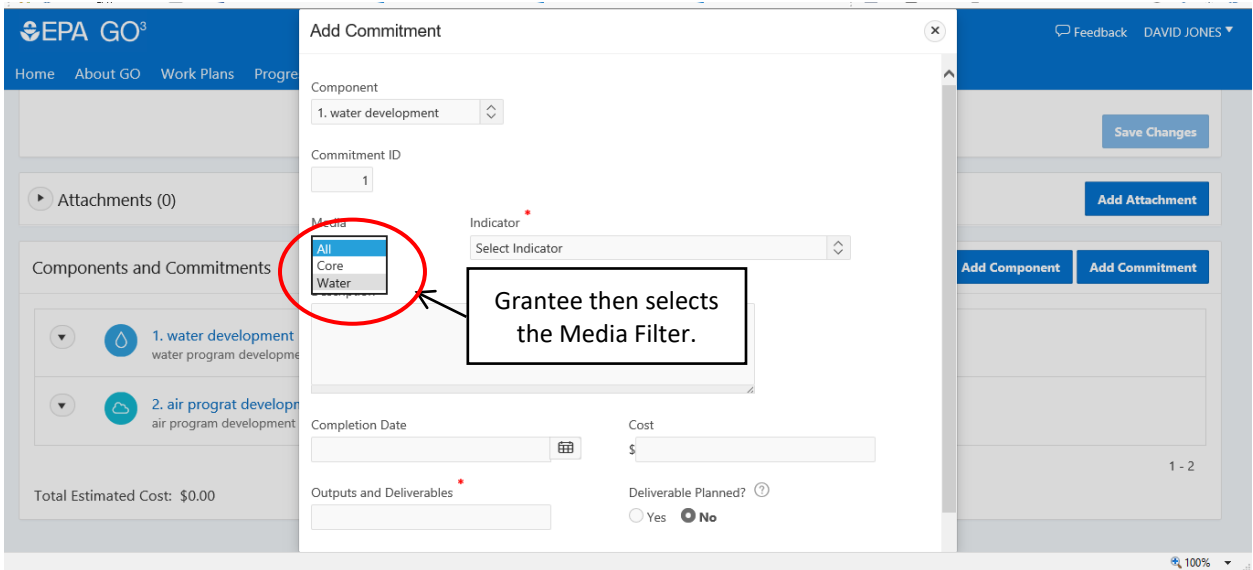 EPA GO3
Feedback DAVID JONES
Home About GO Work Plans Progre
Add Commitment
Component
1. water development
Commitment ID
1
Save Changes
Attachments (0)
Add Attachment
Media Indicator *
All
Core
Water
Select Indicator
Components and Commitments
Add Component Add Commitment
Description
Grantee then selects
the Media Filter.
1. water development
water program developme
2. air prograt developn
air program development
Completion Date Cost
$
1 - 2
Total Estimated Cost: $0.00
Outputs and Deliverables * Deliverable Planned? ?
Yes No
100%